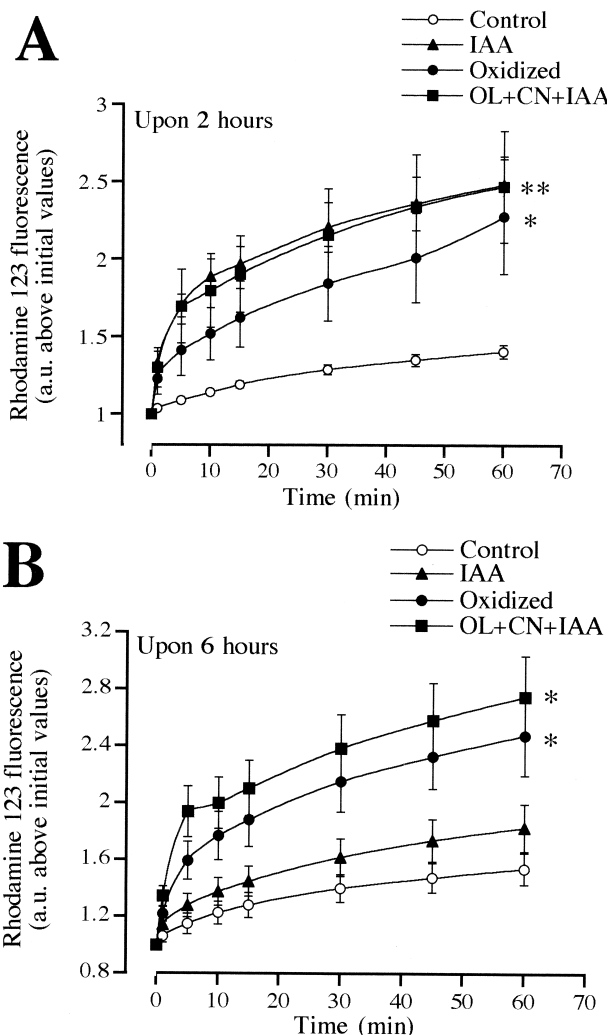 A
Control
IAA
Oxidized
OL+CN+IAA
Upon 2 hours
Rhodamine 123 fluorescence
(a.u. above initial values)
3
2.5
2
1.5
1
**
*
0 10 20 30 40 50 60 70
Time (min)
B
Control
IAA
Oxidized
OL+CN+IAA
Upon 6 hours
Rhodamine 123 fluorescence
(a.u. above initial values)
3.2
2.8
2.4
2
1.6
1.2
0.8
*
*
0 10 20 30 40 50 60 70
Time (min)